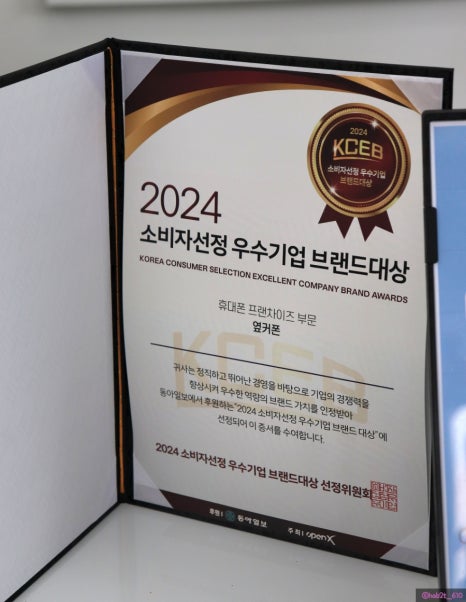 2024
KCEB
소비자선정 우수기업
브랜드대상
2024
소비자선정 우수기업 브랜드대상
KOREA CONSUMER SELECTION EXCELLENT COMPANY BRAND AWARDS
휴대폰 프랜차이즈 부문
옆커폰
KCEB
귀사는 정직하고 뛰어난 경영을 바탕으로 기업의 경쟁력을
향상시켜 우수한 역량의 브랜드 가치를 인정받아
동아일보에서 후원하는 “2024 소비자선정 우수기업 브랜드 대상”에
선정되어 이 증서를 수여합니다.
2024 소비자선정 우수기업 브랜드대상 선정위원회
후원 | 동아일보 주최 | openX